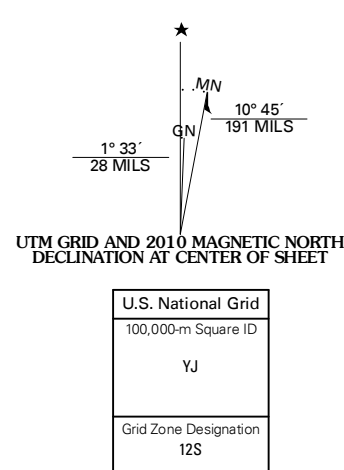 MN
GN
10° 45´
191 MILS
1° 33´
28 MILS
UTM GRID AND 2010 MAGNETIC NORTH
DECLINATION AT CENTER OF SHEET
U.S. National Grid
100,000-m Square ID
YJ
Grid Zone Designation
12S